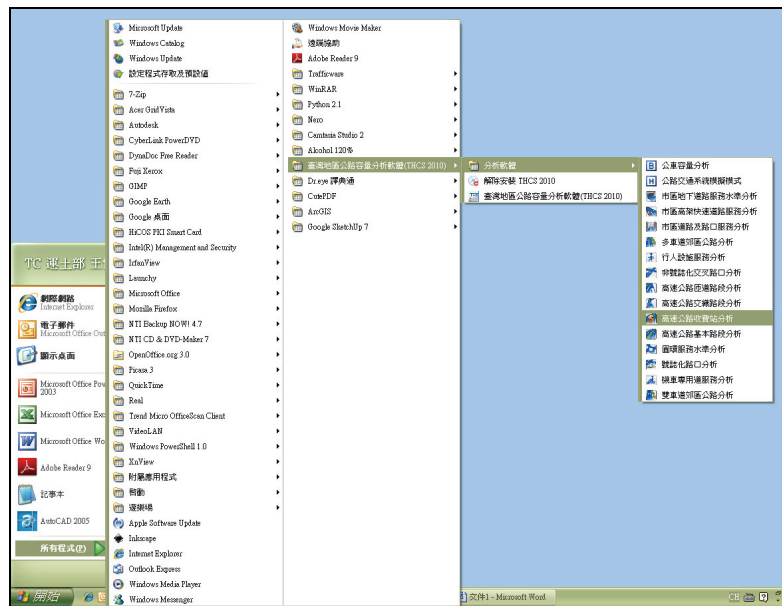 Microsoft Update
Windows Catalog
Windows Update
設定程式存取及預設值
7-Zip
Acer GridVista
Autodesk
CyberLink PowerDVD
DynaDoc Free Reader
Fuji Xerox
GIMP
Google Earth
Google 桌面
HiCOS PKI Smart Card
Intel(R) Management and Security
IrfanView
Launchy
Microsoft Office
Mozilla Firefox
NTI Backup NOW! 4.7
NTI CD & DVD-Maker 7
OpenOffice.org 3.0
Picasa 3
QuickTime
Real
Trend Micro OfficeScan Client
VideoLAN
Windows PowerShell 1.0
XnView
附屬應用程式
啟動
遊樂場
Apple Software Update
Inkscape
Internet Explorer
Outlook Express
Windows Media Player
Windows Messenger
Windows Movie Maker
遠端協助
Adobe Reader 9
Trafficware
WinRAR
Python 2.1
Nero
Camtasia Studio 2
Alcohol 120%
臺灣地區公路容量分析軟體(THCS 2010)
Dr.eye 譯典通
CutePDF
ArcGIS
Google SketchUp 7
分析軟體
解除安裝 THCS 2010
臺灣地區公路容量分析軟體(THCS 2010)
公車容量分析
公路交通系統模擬模式
市區地下道路服務水準分析
市區高架快速道路服務分析
市區道路及路口服務分析
多車道郊區公路分析
行人設施服務分析
非號誌化交叉路口分析
高速公路匝道路段分析
高速公路交織路段分析
高速公路收費站分析
高速公路基本路段分析
圓環服務水準分析
號誌化路口分析
機車專用道服務分析
雙車道郊區公路分析
TC 運土部 王
網際網路
Internet Explorer
電子郵件
Microsoft Office Out
顯示桌面
Microsoft Office Pow
2003
Microsoft Office Exc
Microsoft Office Wo
Adobe Reader 9
記事本
AutoCAD 2005
所有程式(P)
開始
文件1 - Microsoft Word
CH